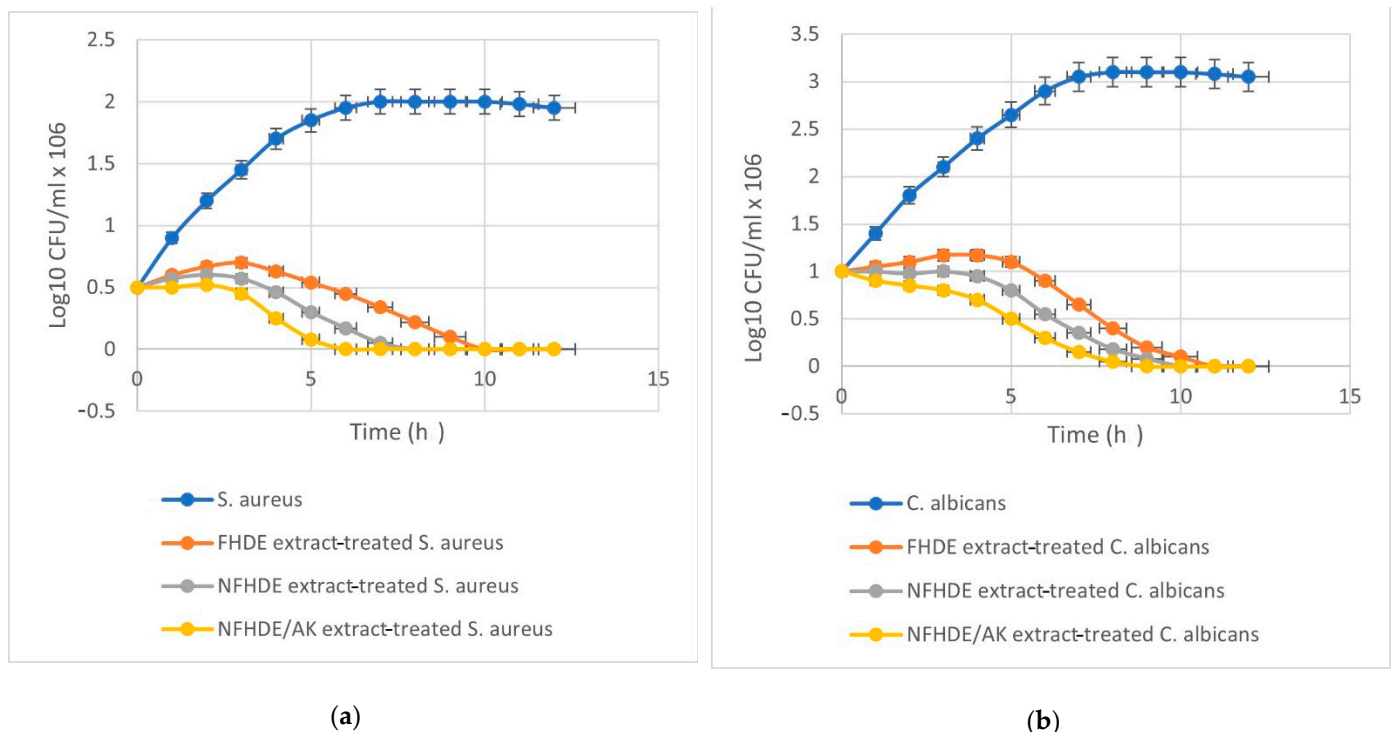 2.5
2
1.5
1
0.5
0
-0.5
0
5
10
15
Log10 CFU/ml x 106
Time (h )
S. aureus
FHDE extract-treated S. aureus
NFHDE extract-treated S. aureus
NFHDE/AK extract-treated S. aureus
(a)
3.5
3
2.5
2
1.5
1
0.5
0
-0.5
0
5
10
15
Log10 CFU/ml x 106
Time (h )
C. albicans
FHDE extract-treated C. albicans
NFHDE extract-treated C. albicans
NFHDE/AK extract-treated C. albicans
(b)